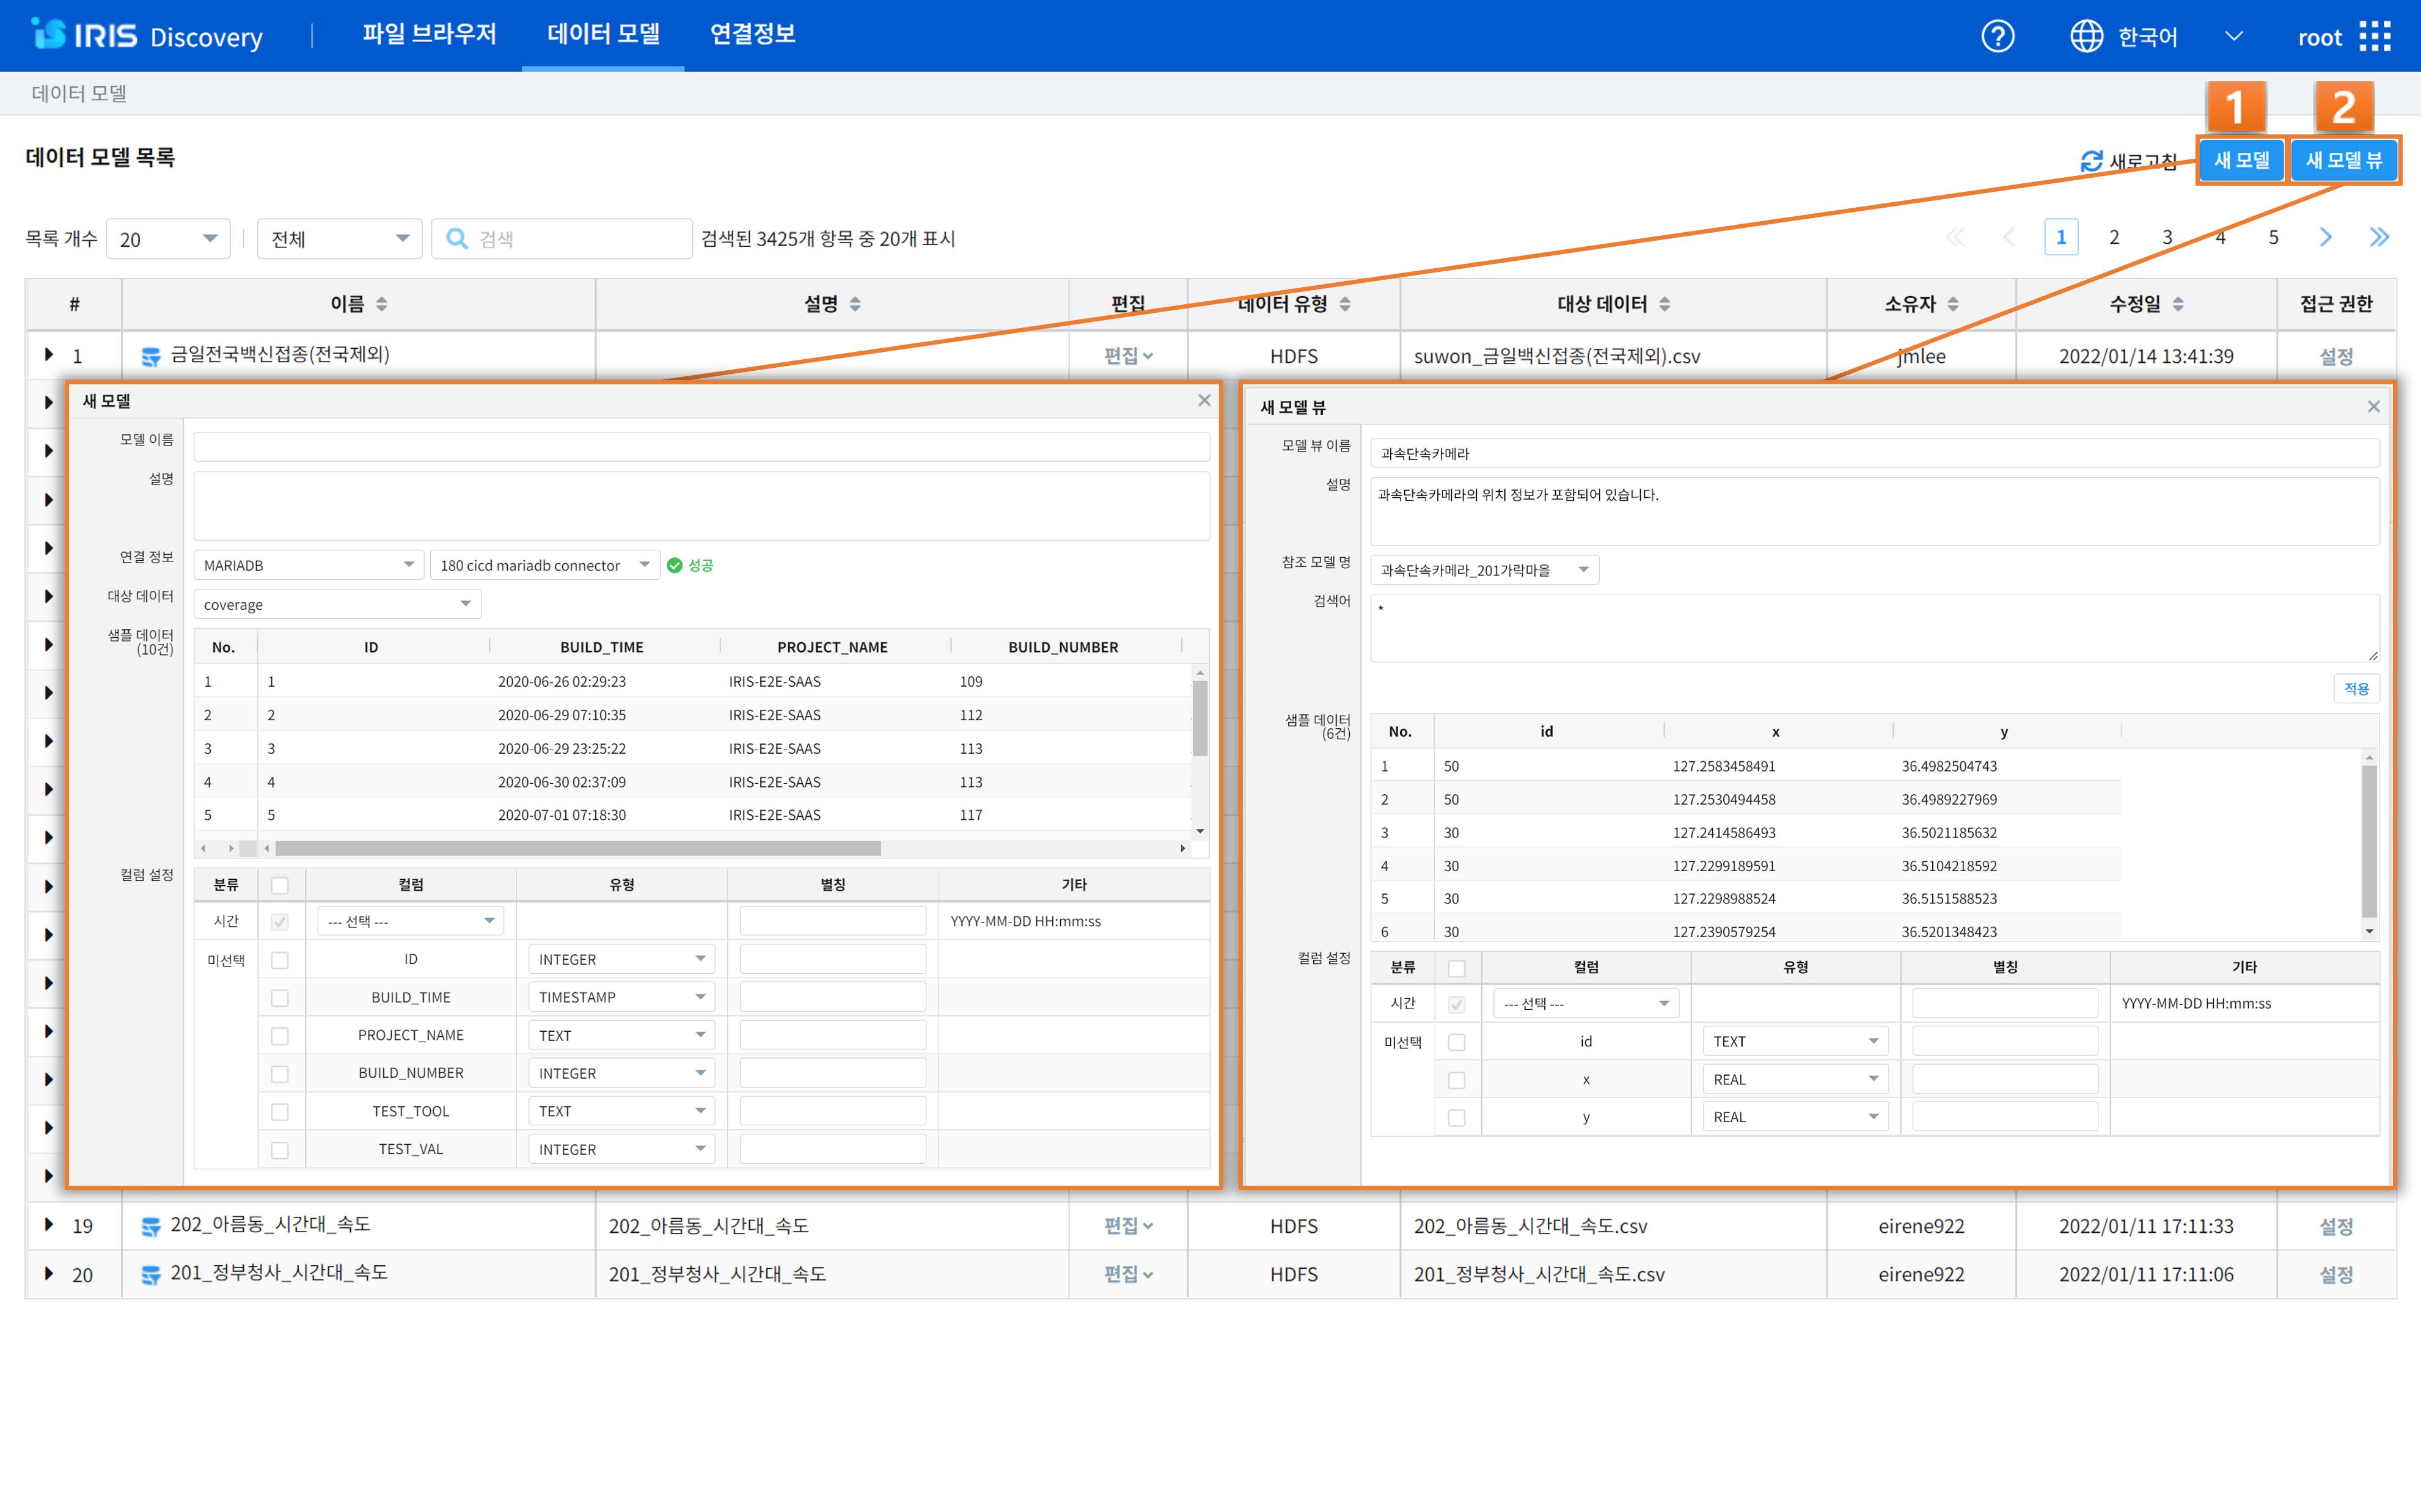 IRIS Discovery 파일 브라우저 데이터 모델 연결정보 한국어 root
데이터 모델
1 2
데이터 모델 목록 새로고침 새 모델 새 모델 뷰
목록 개수 20 전체 검색 검색된 3425개 항목 중 20개 표시 1 2 3 4 5
# 이름 설명 편집 데이터 유형 대상 데이터 소유자 수정일 접근 권한
1 금일전국백신접종(전국제외) 편집 HDFS suwon_금일백신접종(전국제외).csv jmlee 2022/01/14 13:41:39 설정
새 모델
모델 이름
설명
연결 정보 MARIADB 180 cicd mariadb connector 성공
대상 데이터 coverage
샘플 데이터
(10건)
No. ID BUILD_TIME PROJECT_NAME BUILD_NUMBER
1 1 2020-06-26 02:29:23 IRIS-E2E-SAAS 109
2 2 2020-06-29 07:10:35 IRIS-E2E-SAAS 112
3 3 2020-06-29 23:25:22 IRIS-E2E-SAAS 113
4 4 2020-06-30 02:37:09 IRIS-E2E-SAAS 113
5 5 2020-07-01 07:18:30 IRIS-E2E-SAAS 117
컬럼 설정
분류 컬럼 유형 별칭 기타
시간 --- 선택 --- YYYY-MM-DD HH:mm:ss
미선택 ID INTEGER
BUILD_TIME TIMESTAMP
PROJECT_NAME TEXT
BUILD_NUMBER INTEGER
TEST_TOOL TEXT
TEST_VAL INTEGER
새 모델 뷰
모델 뷰 이름 과속단속카메라
설명 과속단속카메라의 위치 정보가 포함되어 있습니다.
참조 모델 명 과속단속카메라_201가락마을
검색어 *
적용
샘플 데이터
(6건)
No. id x y
1 50 127.2583458491 36.4982504743
2 50 127.2530494458 36.4989227969
3 30 127.2414586493 36.5021185632
4 30 127.2299189591 36.5104218592
5 30 127.2298988524 36.5151588523
6 30 127.2390579254 36.5201348423
컬럼 설정
분류 컬럼 유형 별칭 기타
시간 --- 선택 --- YYYY-MM-DD HH:mm:ss
미선택 id TEXT
x REAL
y REAL
19 202_아름동_시간대_속도 202_아름동_시간대_속도 편집 HDFS 202_아름동_시간대_속도.csv eirene922 2022/01/11 17:11:33 설정
20 201_정부청사_시간대_속도 201_정부청사_시간대_속도 편집 HDFS 201_정부청사_시간대_속도.csv eirene922 2022/01/11 17:11:06 설정